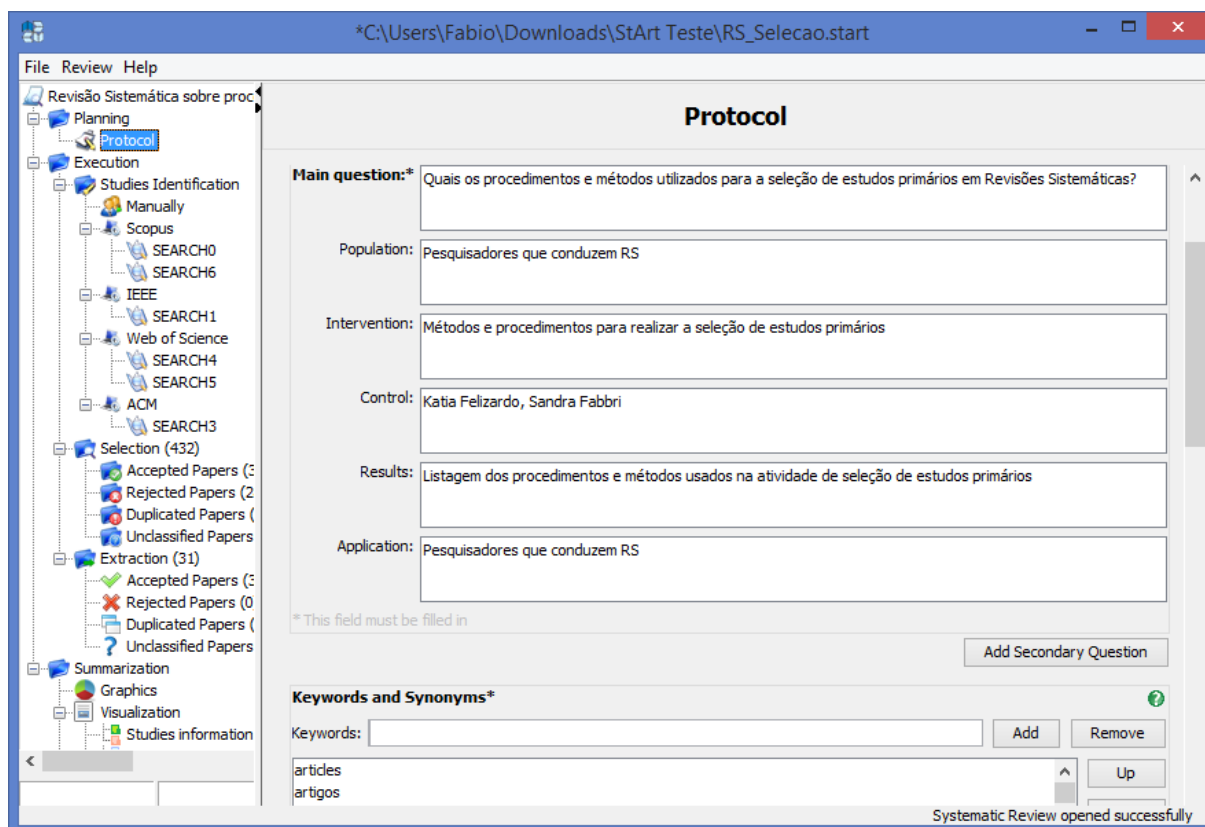 *C:\Users\Fabio\Downloads\StArt Teste\RS_Selecao.start
File Review Help
Revisão Sistemática sobre proc
Planning
Protocol
Execution
Studies Identification
Manually
Scopus
SEARCH0
SEARCH6
IEEE
SEARCH1
Web of Science
SEARCH4
SEARCH5
ACM
SEARCH3
Selection (432)
Accepted Papers (3
Rejected Papers (2
Duplicated Papers (
Unclassified Papers
Extraction (31)
Accepted Papers (3
Rejected Papers (0
Duplicated Papers (
Unclassified Papers
Summarization
Graphics
Visualization
Studies information
Protocol
Main question:* Quais os procedimentos e métodos utilizados para a seleção de estudos primários em Revisões Sistemáticas?
Population: Pesquisadores que conduzem RS
Intervention: Métodos e procedimentos para realizar a seleção de estudos primários
Control: Katia Felizardo, Sandra Fabbri
Results: Listagem dos procedimentos e métodos usados na atividade de seleção de estudos primários
Application: Pesquisadores que conduzem RS
* This field must be filled in
Add Secondary Question
Keywords and Synonyms*
Keywords: Add Remove
articles
Up
artigos
Systematic Review opened successfully